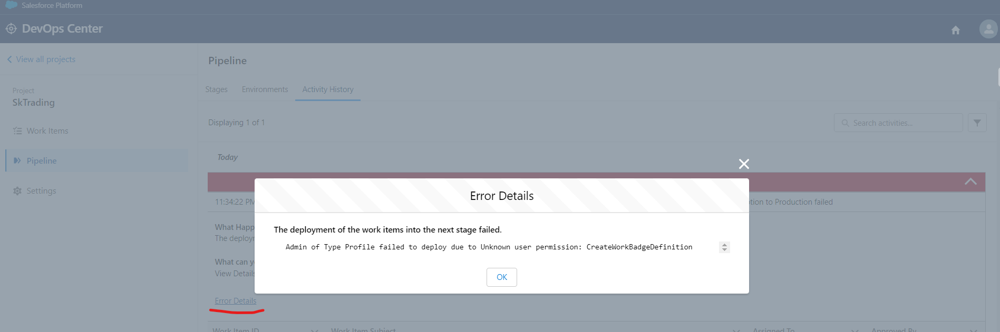 Salesforce Platform
DevOps Center
View all projects
Project
SkTrading
Work Items
Pipeline
Settings
Pipeline
Stages Environments Activity History
Displaying 1 of 1
Search activities...
Today
11:34:22 PM
tion to Production failed
Error Details
The deployment of the work items into the next stage failed.
Admin of Type Profile failed to deploy due to Unknown user permission: CreateWorkBadgeDefinition
OK
What Happ
The deploy
What can y
View Details
Error Details
Work Item ID Work Item Subject Assigned To Approved By